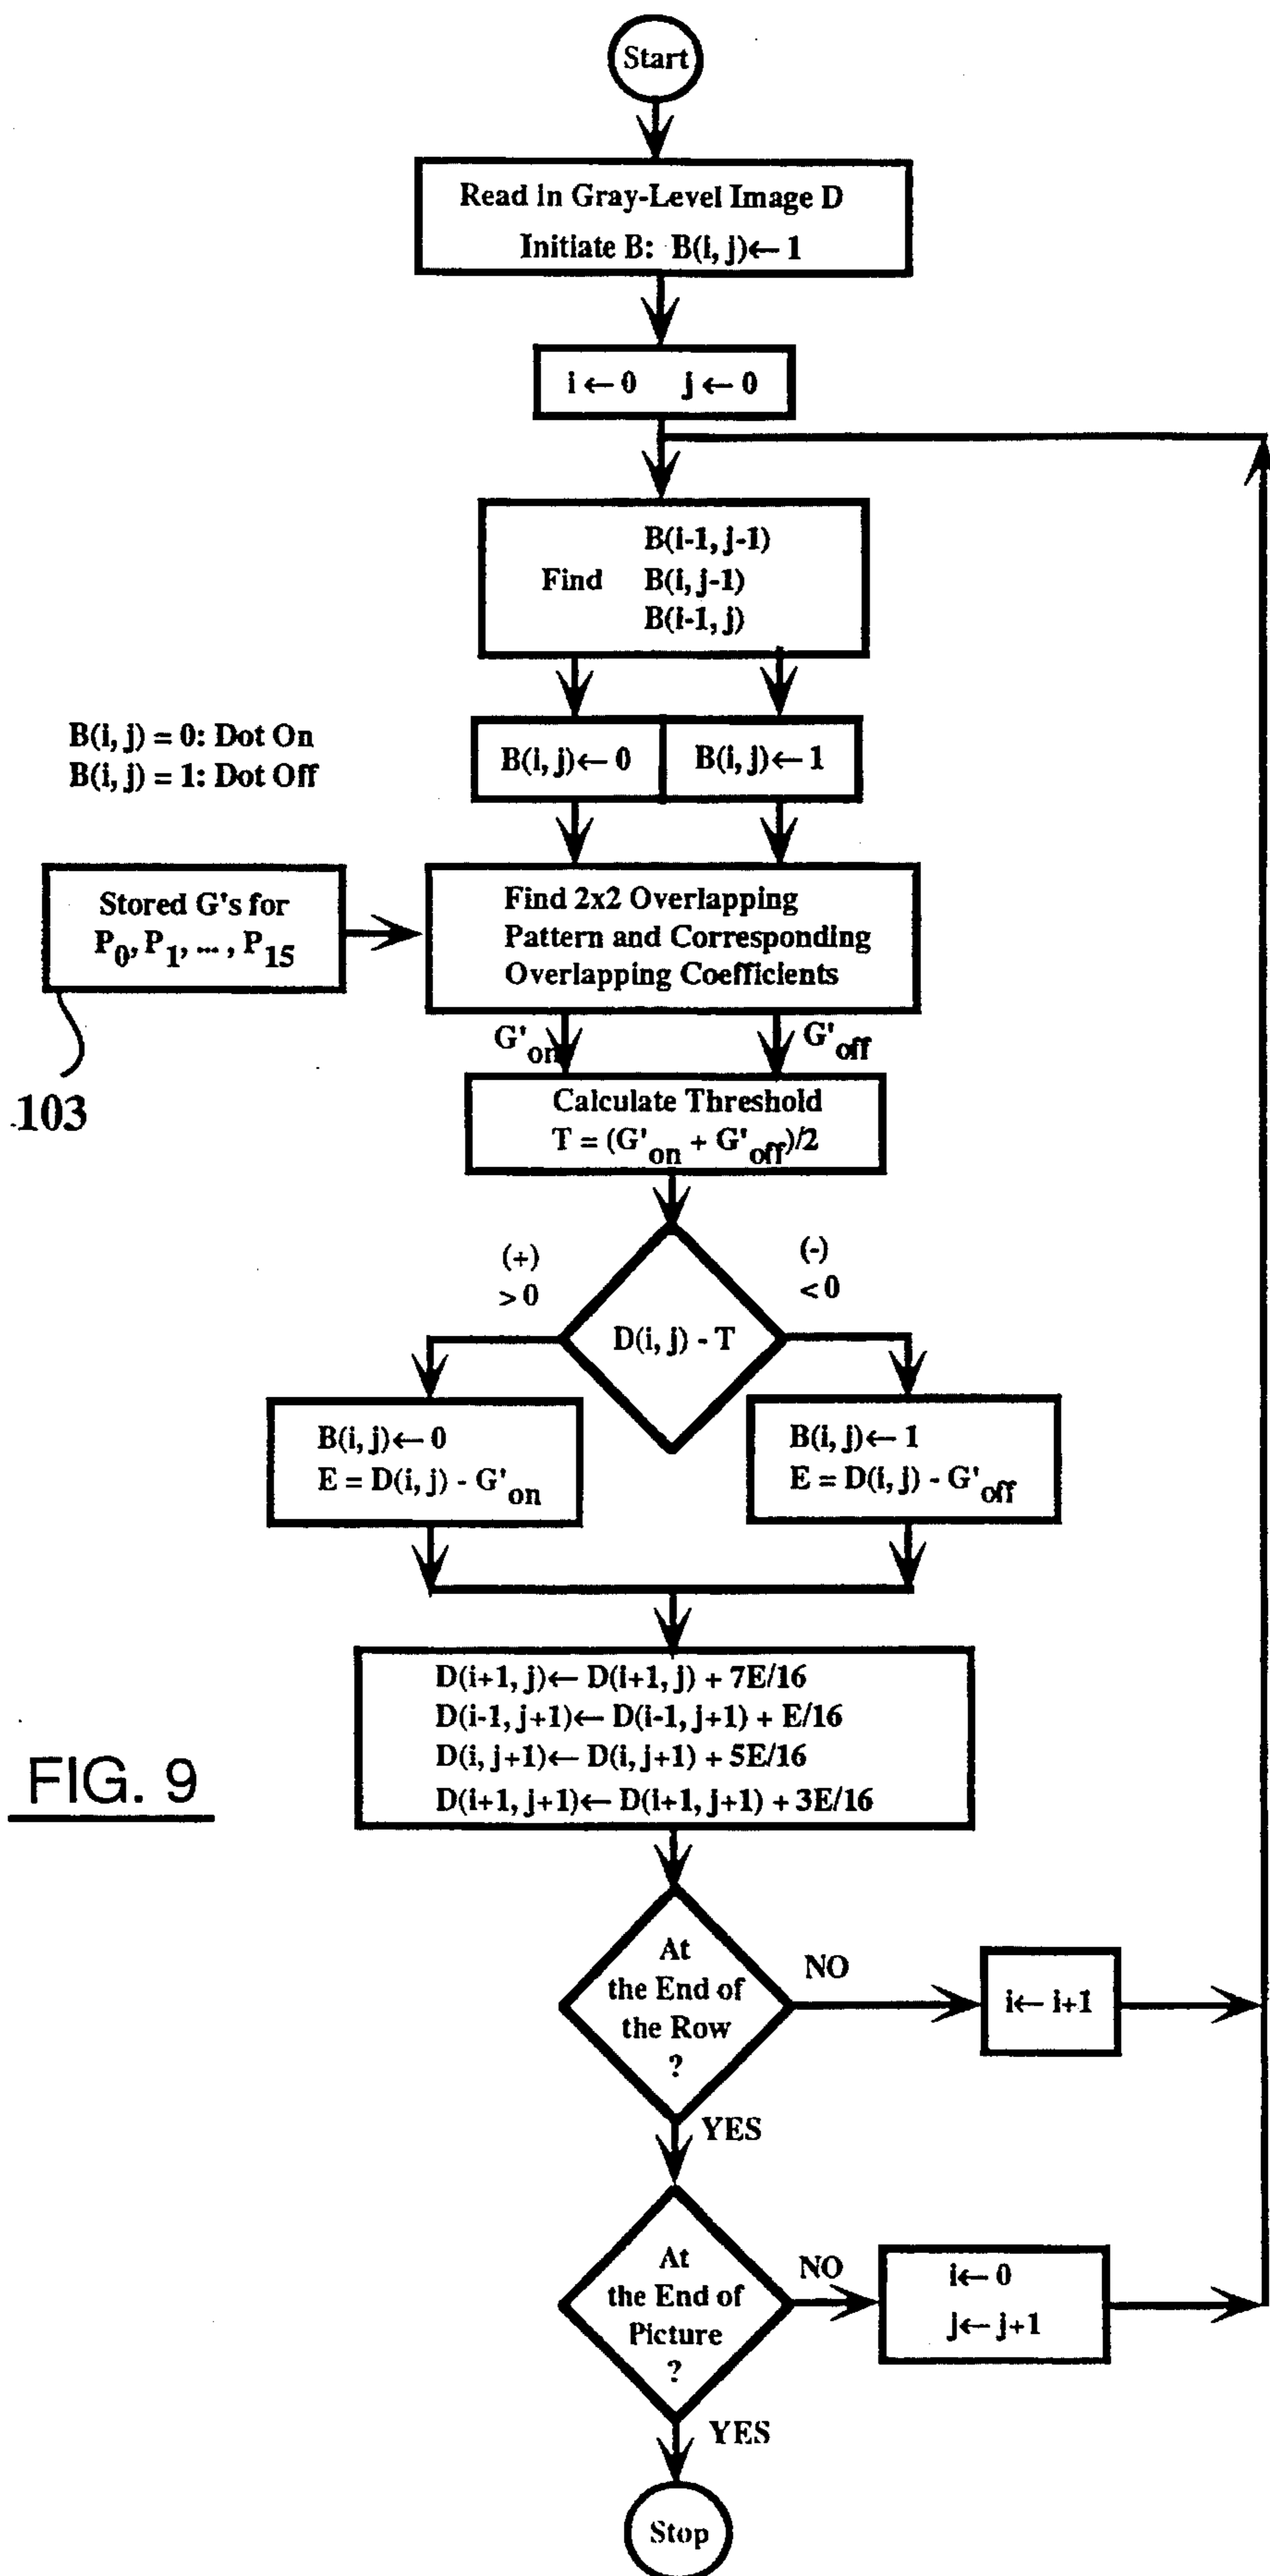 Start
Read in Gray-Level Image D
Initiate B: B(i, j)← 1
i ← 0 j ← 0
B(i-1, j-1)
Find B(i, j-1)
B(i-1, j)
B(i, j) = 0: Dot On
B(i, j) = 1: Dot Off
B(i, j)← 0 B(i, j)← 1
Stored G's for
P0, P1, ... , P15
Find 2x2 Overlapping
Pattern and Corresponding
Overlapping Coefficients
103
G'on G'off
Calculate Threshold
T = (G'on + G'off)/2
(+) (-)
> 0 < 0
D(i, j) - T
B(i, j)← 0
E = D(i, j) - G'on
B(i, j)← 1
E = D(i, j) - G'off
D(i+1, j)← D(i+1, j) + 7E/16
D(i-1, j+1)← D(i-1, j+1) + E/16
D(i, j+1)← D(i, j+1) + 5E/16
D(i+1, j+1)← D(i+1, j+1) + 3E/16
FIG. 9
At
the End of
the Row
?
NO
i← i+1
YES
At
the End of
Picture
?
NO
i← 0
j← j+1
YES
Stop